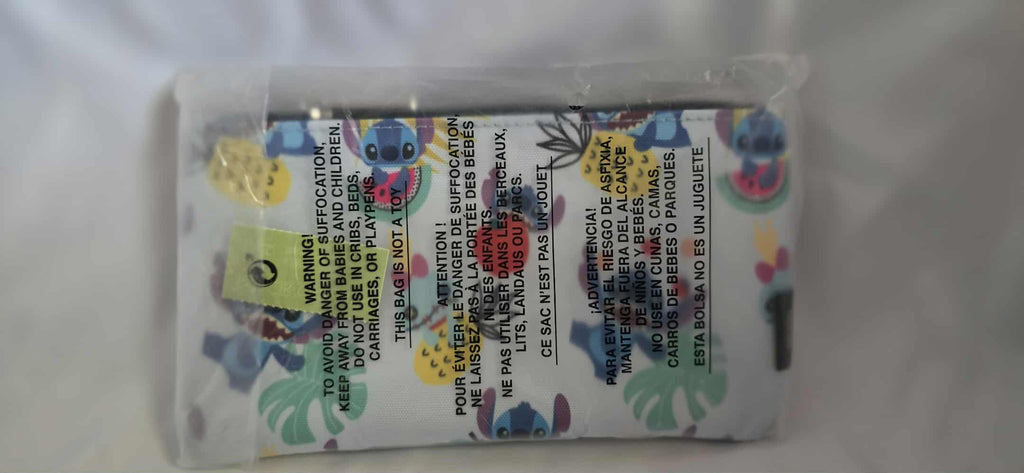 WARNING!
TO AVOID DANGER OF SUFFOCATION,
KEEP AWAY FROM BABIES AND CHILDREN.
DO NOT USE IN CRIBS, BEDS,
CARRIAGES, OR PLAYPENS.
THIS BAG IS NOT A TOY
ATTENTION !
POUR ÉVITER LE DANGER DE SUFFOCATION,
NE LAISSEZ PAS À LA PORTÉE DES BÉBÉS
NI DES ENFANTS.
NE PAS UTILISER DANS LES BERCEAUX,
LITS, LANDAUS OU PARCS.
CE SAC N'EST PAS UN JOUET
¡ADVERTENCIA!
PARA EVITAR EL RIESGO DE ASFIXIA,
MANTENGA FUERA DEL ALCANCE
DE NIÑOS Y BEBÉS.
NO USE EN CUNAS, CAMAS,
CARROS DE BEBES O PARQUES.
ESTA BOLSA NO ES UN JUGUETE